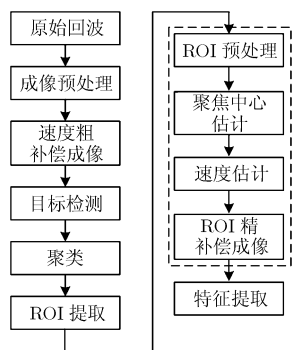 原始回波
成像预处理
速度粗
补偿成像
目标检测
聚类
ROI 提取
ROI 预处理
聚焦中心
估计
速度估计
ROI 精
补偿成像
特征提取